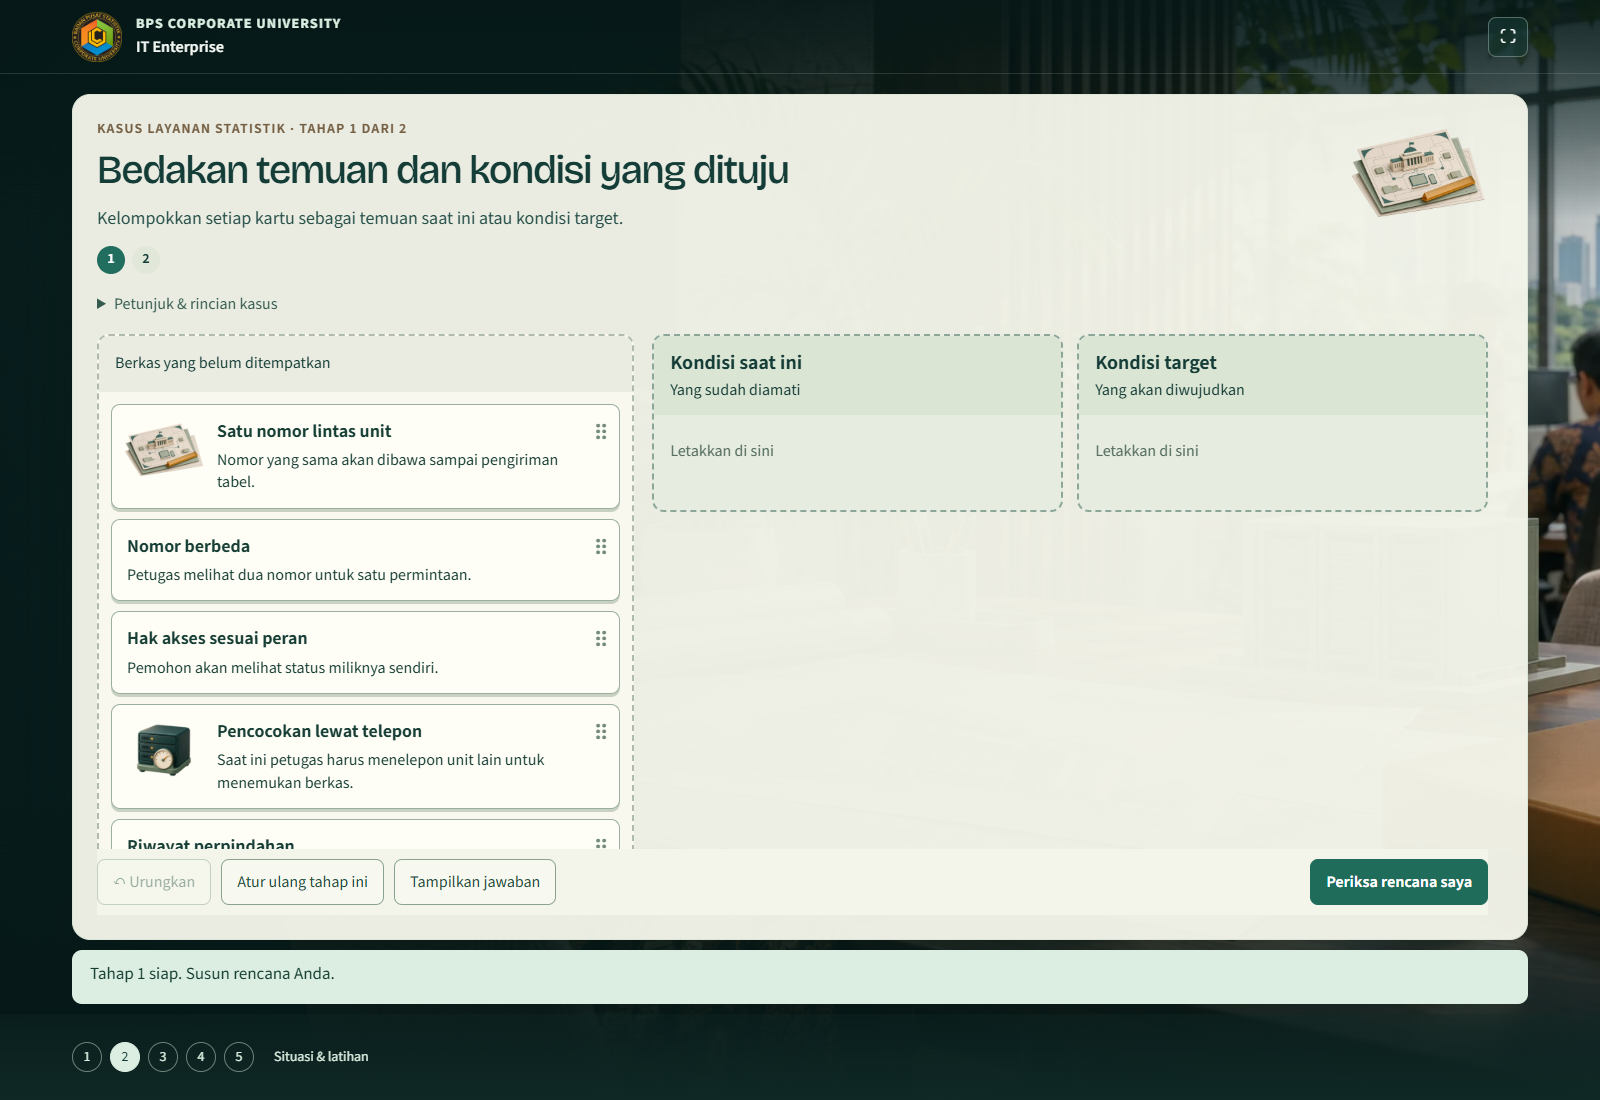 BPS CORPORATE UNIVERSITY
IT Enterprise
KASUS LAYANAN STATISTIK · TAHAP 1 DARI 2
Bedakan temuan dan kondisi yang dituju
Kelompokkan setiap kartu sebagai temuan saat ini atau kondisi target.
1 2
▶ Petunjuk & rincian kasus
Berkas yang belum ditempatkan
Satu nomor lintas unit
Nomor yang sama akan dibawa sampai pengiriman
tabel.
Nomor berbeda
Petugas melihat dua nomor untuk satu permintaan.
Hak akses sesuai peran
Pemohon akan melihat status miliknya sendiri.
Pencocokan lewat telepon
Saat ini petugas harus menelepon unit lain untuk
menemukan berkas.
Riwayat perpindahan
Kondisi saat ini
Yang sudah diamati
Letakkan di sini
Kondisi target
Yang akan diwujudkan
Letakkan di sini
Urungkan
Atur ulang tahap ini
Tampilkan jawaban
Periksa rencana saya
Tahap 1 siap. Susun rencana Anda.
1 2 3 4 5 Situasi & latihan